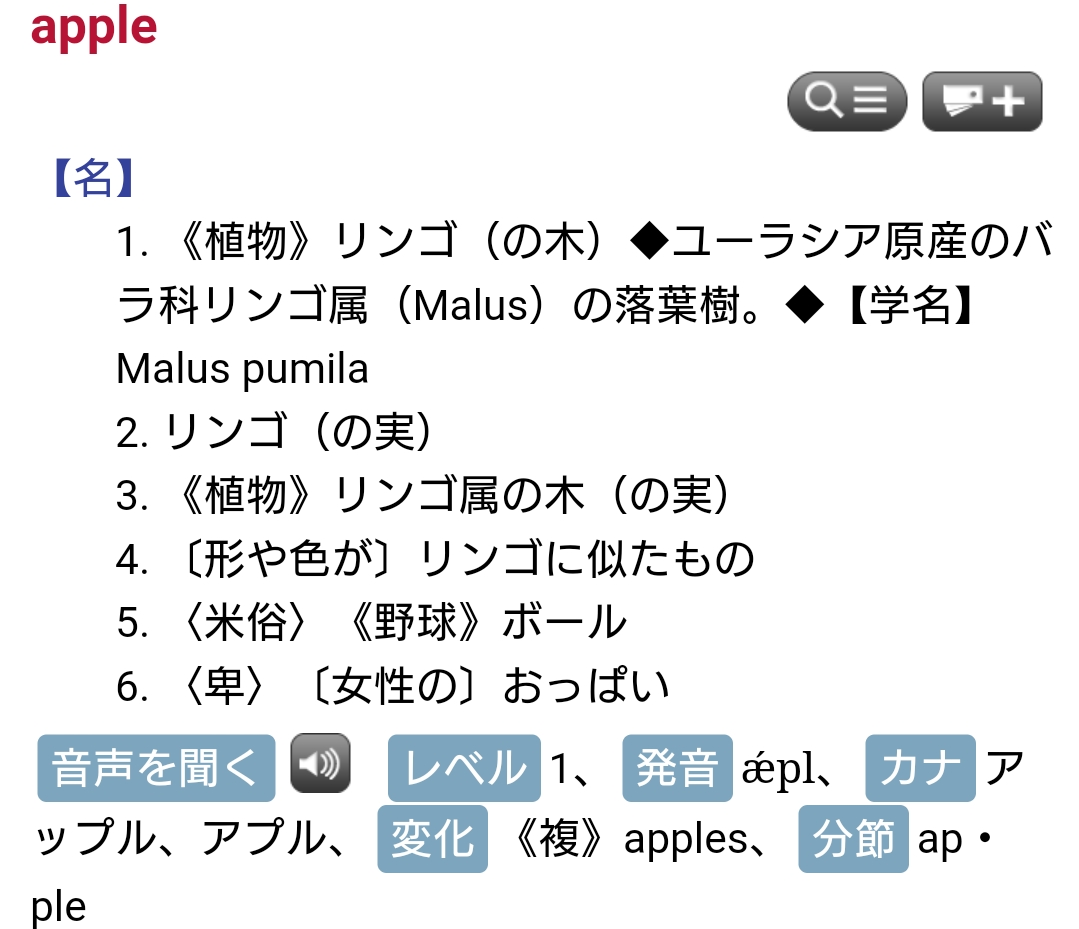 apple
【名】
1. 《植物》リンゴ（の木）◆ユーラシア原産のバ
ラ科リンゴ属（Malus）の落葉樹。◆【学名】
Malus pumila
2. リンゴ（の実）
3. 《植物》リンゴ属の木（の実）
4. 〔形や色が〕リンゴに似たもの
5. 〈米俗〉《野球》ボール
6. 〈卑〉〔女性の〕おっぱい
音声を聞く レベル 1、 発音 ǽpl、 カナ ア
ップル、アプル、 変化 《複》apples、 分節 ap・
ple